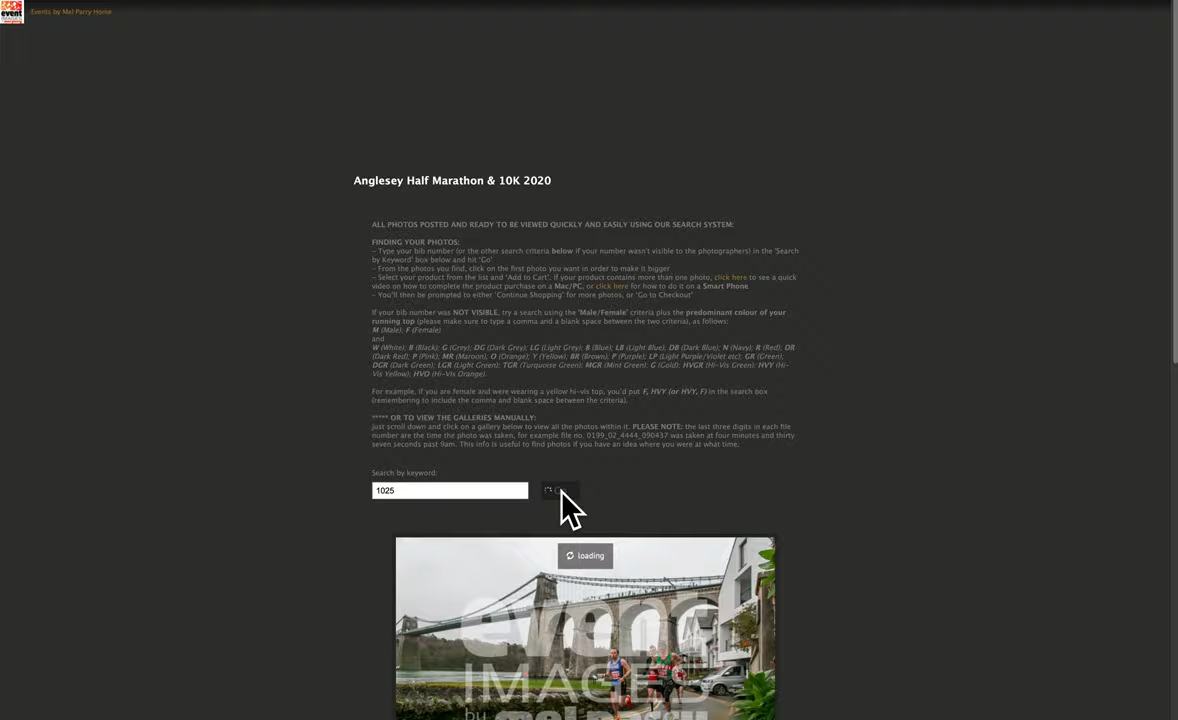 event
IMAGES
Events by Mel Parry Home
Anglesey Half Marathon & 10K 2020
ALL PHOTOS POSTED AND READY TO BE VIEWED QUICKLY AND EASILY USING OUR SEARCH SYSTEM:
FINDING YOUR PHOTOS:
– Type your bib number (or the other search criteria below if your number wasn't visible to the photographers) in the 'Search
by Keyword' box below and hit 'Go'
– From the photos you find, click on the first photo you want in order to make it bigger
– Select your product from the list and 'Add to Cart'. If your product contains more than one photo, click here to see a quick
video on how to complete the product purchase on a Mac/PC, or click here for how to do it on a Smart Phone
– You'll then be prompted to either 'Continue Shopping' for more photos, or 'Go to Checkout'
If your bib number was NOT VISIBLE, try a search using the 'Male/Female' criteria plus the predominant colour of your
running top (please make sure to type a comma and a blank space between the two criteria), as follows:
M (Male); F (Female)
and
W (White); B (Black); G (Grey); DG (Dark Grey); LG (Light Grey); B (Blue); LB (Light Blue); DB (Dark Blue); N (Navy); R (Red); DR
(Dark Red); P (Pink); MR (Maroon); O (Orange); Y (Yellow); BR (Brown); P (Purple); LP (Light Purple/Violet etc); GR (Green);
DGR (Dark Green); LGR (Light Green); TGR (Turquoise Green); MGR (Mint Green); G (Gold); HVGR (Hi-Vis Green); HVY (Hi-
Vis Yellow); HVO (Hi-Vis Orange).
For example, if you are female and were wearing a yellow hi-vis top, you'd put F, HVY (or HVY, F) in the search box
(remembering to include the comma and blank space between the criteria).
***** OR TO VIEW THE GALLERIES MANUALLY:
just scroll down and click on a gallery below to view all the photos within it. PLEASE NOTE: the last three digits in each file
number are the time the photo was taken, for example file no. 0199_02_4444_090437 was taken at four minutes and thirty
seven seconds past 9am. This info is useful to find photos if you have an idea where you were at what time.
Search by keyword:
1025
loading
event
IMAGES
by mel parry